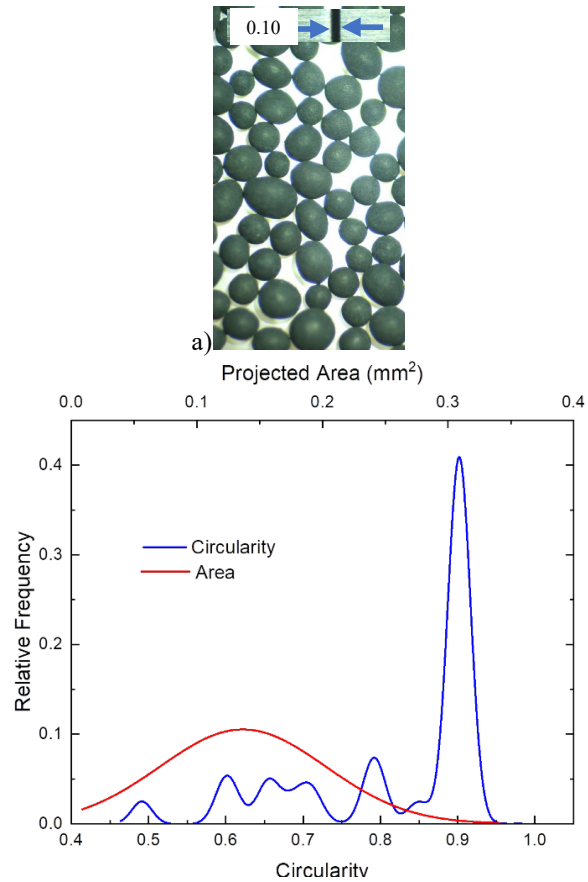 0.10
a)
Projected Area (mm²)
0.0 0.1 0.2 0.3 0.4
0.4
0.3
0.2
0.1
0.0
Relative Frequency
Circularity
Area
0.4 0.5 0.6 0.7 0.8 0.9 1.0
Circularity